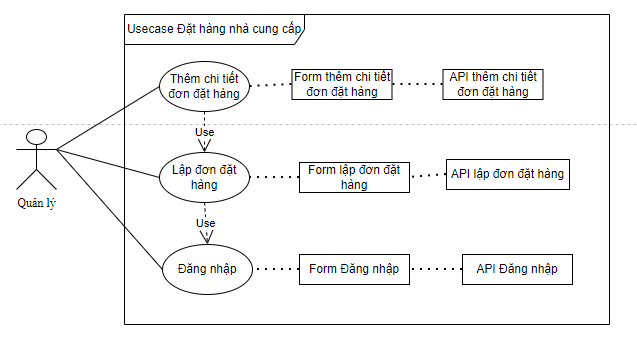 Usecase Đặt hàng nhà cung cấp
Thêm chi tiết
đơn đặt hàng
Form thêm chi tiết
đơn đặt hàng
API thêm chi tiết
đơn đặt hàng
Use
Lập đơn đặt
hàng
Form lập đơn đặt
hàng
API lập đơn đặt hàng
Quản lý
Use
Đăng nhập
Form Đăng nhập
API Đăng nhập